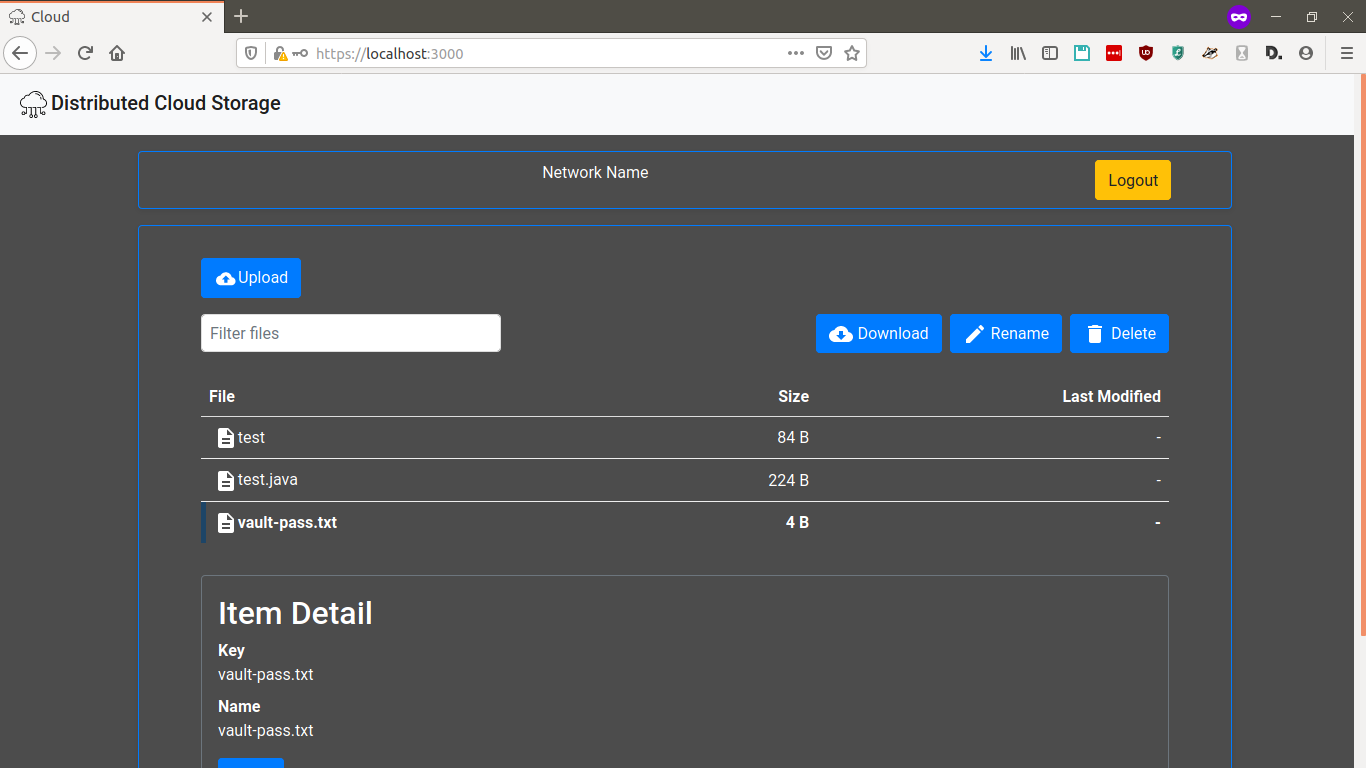 Cloud
https://localhost:3000
Distributed Cloud Storage
Network Name
Logout
Upload
Filter files
Download Rename Delete
File Size Last Modified
test 84 B -
test.java 224 B -
vault-pass.txt 4 B -
Item Detail
Key
vault-pass.txt
Name
vault-pass.txt